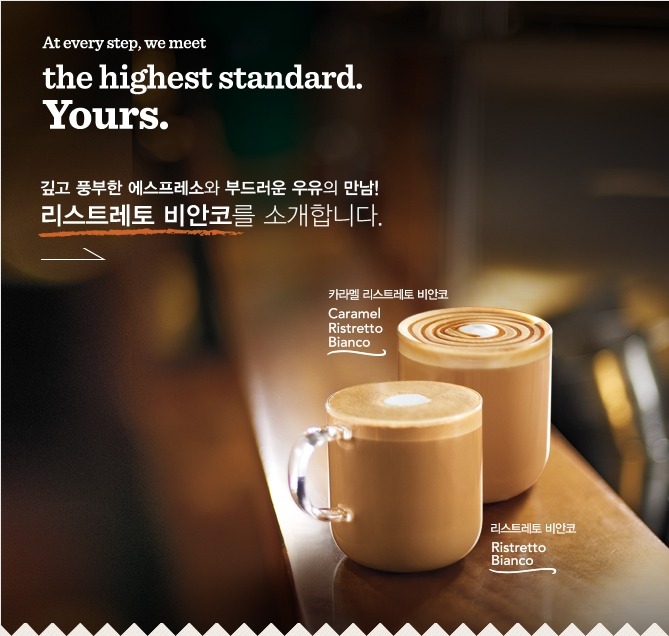 At every step, we meet
the highest standard.
Yours.
깊고 풍부한 에스프레소와 부드러운 우유의 만남!
리스트레토 비안코를 소개합니다.
카라멜 리스트레토 비안코
Caramel
Ristretto
Bianco
리스트레토 비안코
Ristretto
Bianco